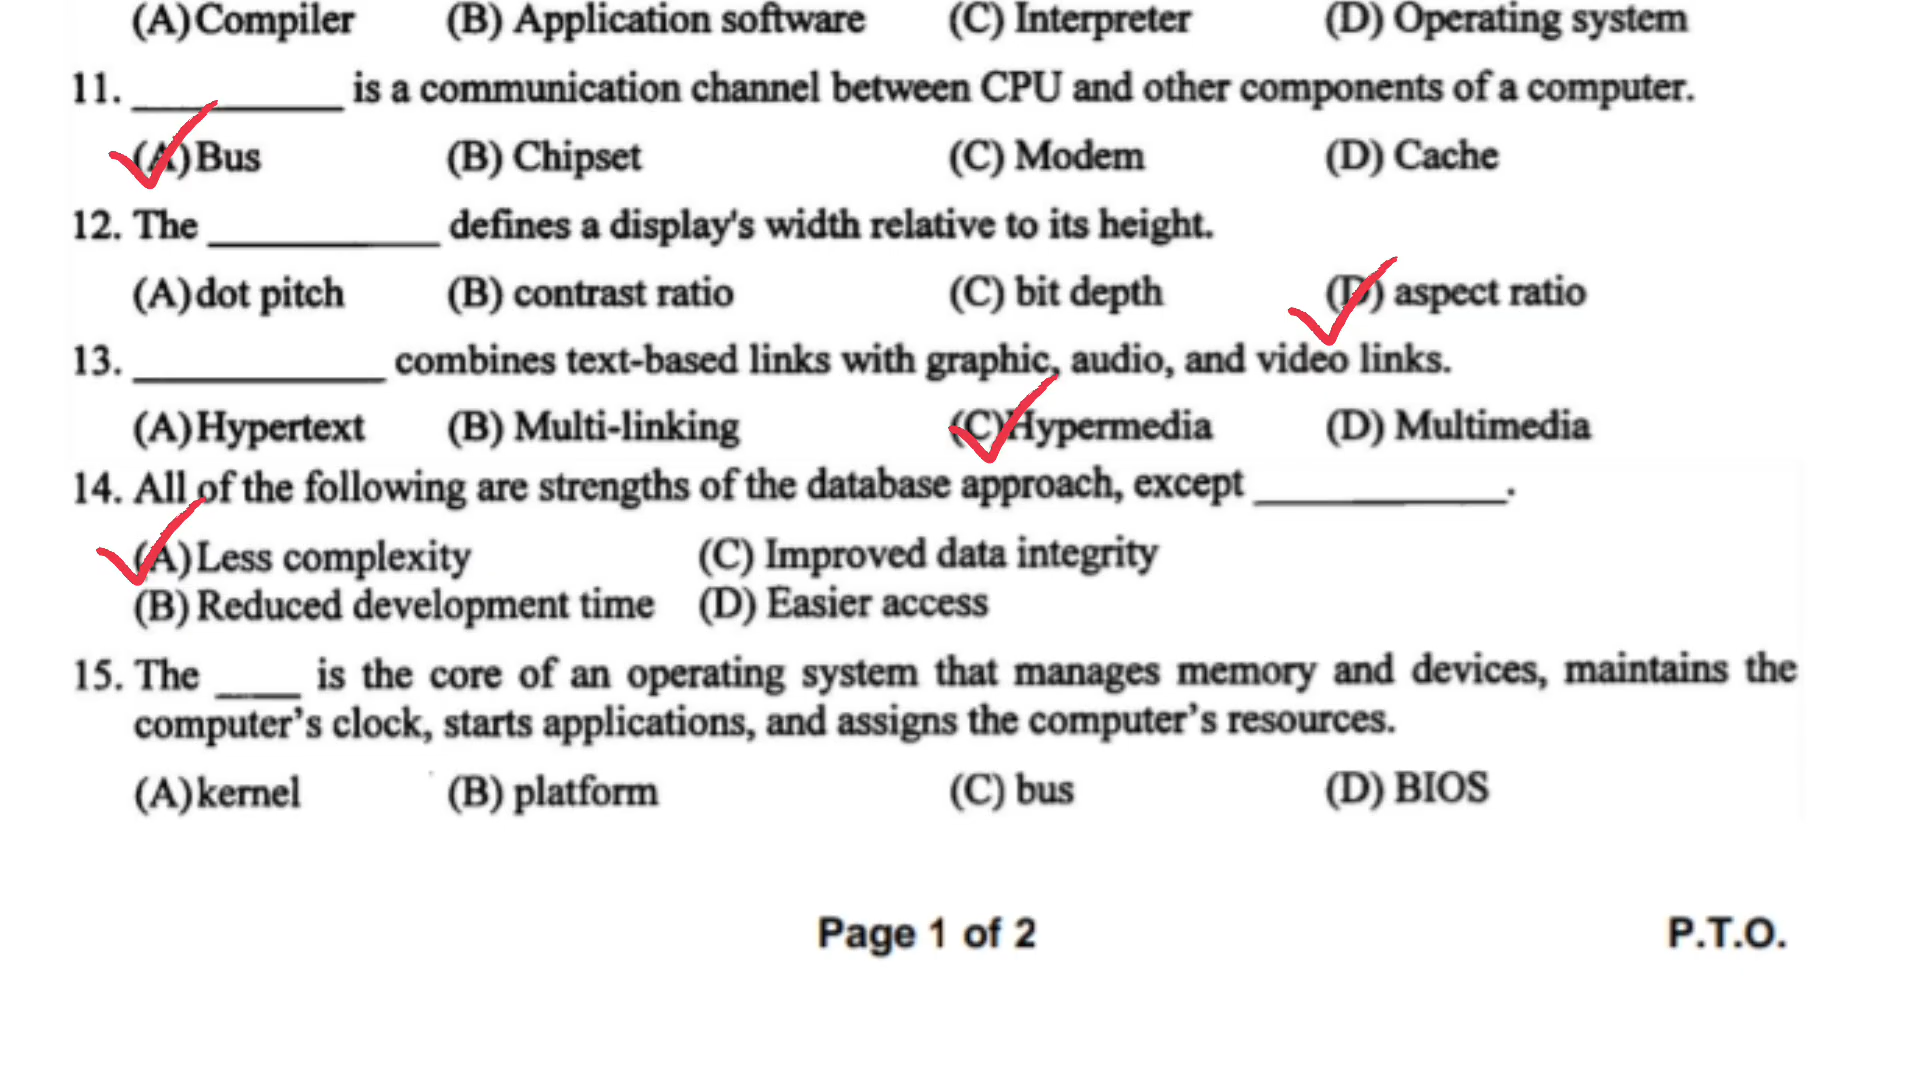 (A) Compiler (B) Application software (C) Interpreter (D) Operating system
11. __________ is a communication channel between CPU and other components of a computer.
(A) Bus (B) Chipset (C) Modem (D) Cache
12. The ___________ defines a display's width relative to its height.
(A) dot pitch (B) contrast ratio (C) bit depth (D) aspect ratio
13. ____________ combines text-based links with graphic, audio, and video links.
(A) Hypertext (B) Multi-linking (C) Hypermedia (D) Multimedia
14. All of the following are strengths of the database approach, except ____________.
(A) Less complexity (C) Improved data integrity
(B) Reduced development time (D) Easier access
15. The ____ is the core of an operating system that manages memory and devices, maintains the
computer’s clock, starts applications, and assigns the computer’s resources.
(A) kernel (B) platform (C) bus (D) BIOS
Page 1 of 2 P.T.O.